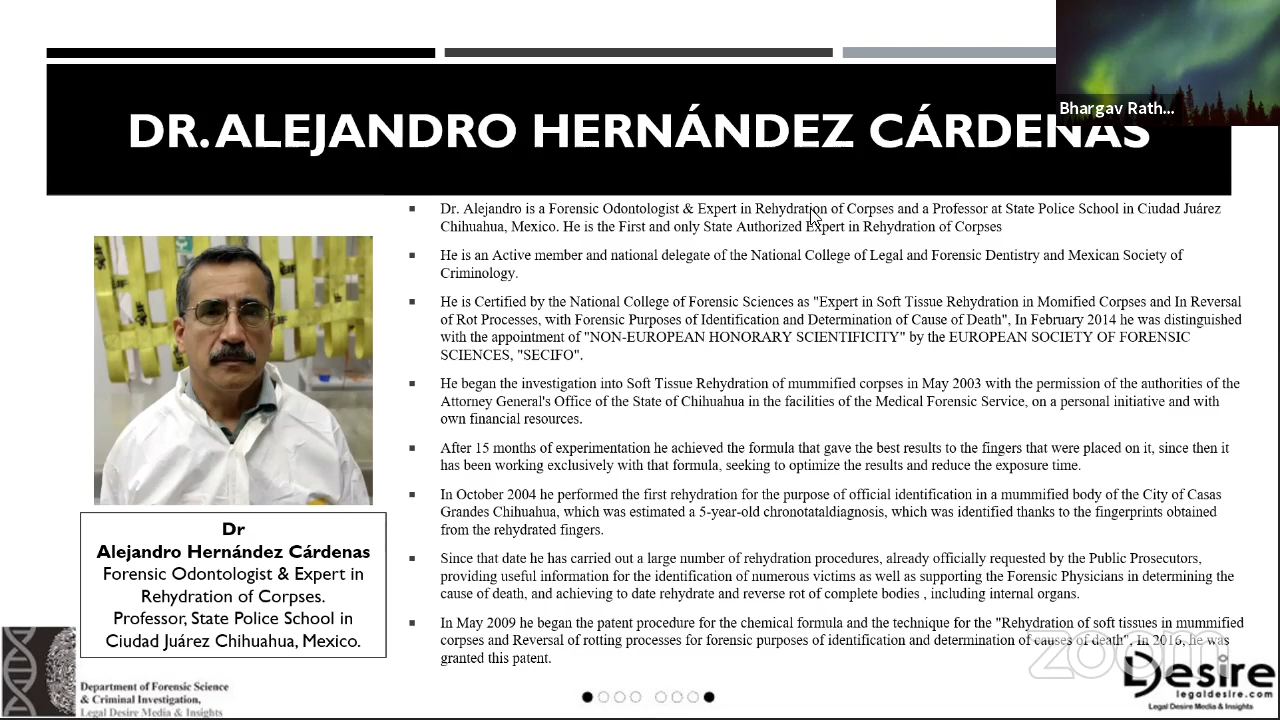 Bhargav Rath...
DR. ALEJANDRO HERNÁNDEZ CÁRDENAS
Dr. Alejandro is a Forensic Odontologist & Expert in Rehydration of Corpses and a Professor at State Police School in Ciudad Juárez
Chihuahua, Mexico. He is the First and only State Authorized Expert in Rehydration of Corpses
He is an Active member and national delegate of the National College of Legal and Forensic Dentistry and Mexican Society of
Criminology.
He is Certified by the National College of Forensic Sciences as "Expert in Soft Tissue Rehydration in Momified Corpses and In Reversal
of Rot Processes, with Forensic Purposes of Identification and Determination of Cause of Death", In February 2014 he was distinguished
with the appointment of "NON-EUROPEAN HONORARY SCIENTIFICITY" by the EUROPEAN SOCIETY OF FORENSIC
SCIENCES, "SECIFO".
He began the investigation into Soft Tissue Rehydration of mummified corpses in May 2003 with the permission of the authorities of the
Attorney General's Office of the State of Chihuahua in the facilities of the Medical Forensic Service, on a personal initiative and with
own financial resources.
After 15 months of experimentation he achieved the formula that gave the best results to the fingers that were placed on it, since then it
has been working exclusively with that formula, seeking to optimize the results and reduce the exposure time.
In October 2004 he performed the first rehydration for the purpose of official identification in a mummified body of the City of Casas
Grandes Chihuahua, which was estimated a 5-year-old chronotataldiagnosis, which was identified thanks to the fingerprints obtained
from the rehydrated fingers.
Since that date he has carried out a large number of rehydration procedures, already officially requested by the Public Prosecutors,
providing useful information for the identification of numerous victims as well as supporting the Forensic Physicians in determining the
cause of death, and achieving to date rehydrate and reverse rot of complete bodies , including internal organs.
In May 2009 he began the patent procedure for the chemical formula and the technique for the "Rehydration of soft tissues in mummified
corpses and Reversal of rotting processes for forensic purposes of identification and determination of causes of death", In 2016, he was
granted this patent.
Dr
Alejandro Hernández Cárdenas
Forensic Odontologist & Expert in
Rehydration of Corpses.
Professor, State Police School in
Ciudad Juárez Chihuahua, Mexico.
Department of Forensic Science
& Criminal Investigation,
Legal Desire Media & Insights
zoom
Desire
legaldesire.com
Legal Desire Media & Insights